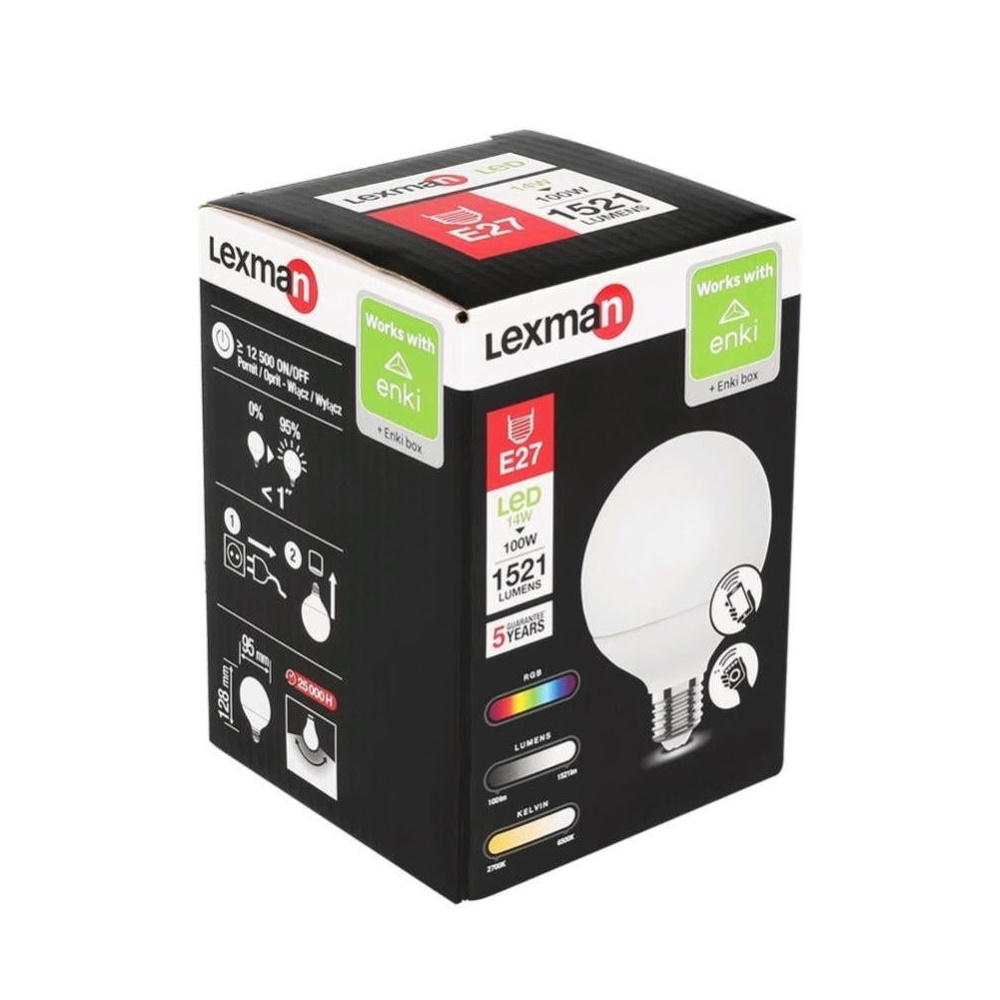 Lexman LED
E27
14W
100W
1521
LUMENS
Lexman
Works with
enki
+ Enki box
≥ 12 500 ON/OFF
Pornit / Oprit - Włącz / Wyłącz
0%
95%
< 1"
1
2
95 mm
128 mm
25 000 H
Lexman
Works with
enki
+ Enki box
E27
LED
14W
100W
1521
LUMENS
5 GUARANTEE
YEARS
RGB
LUMENS
100lm
1521lm
KELVIN
2700K
6500K